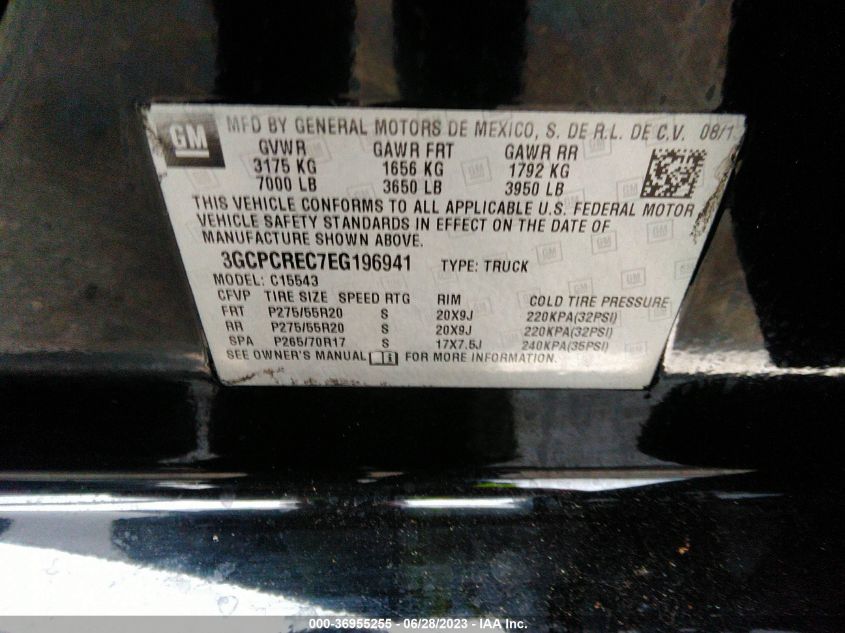 GM MFD BY GENERAL MOTORS DE MEXICO, S. DE R.L. DE C.V. 08/1
GVWR GAWR FRT GAWR RR
3175 KG 1656 KG 1792 KG
7000 LB 3650 LB 3950 LB
THIS VEHICLE CONFORMS TO ALL APPLICABLE U.S. FEDERAL MOTOR
VEHICLE SAFETY STANDARDS IN EFFECT ON THE DATE OF
MANUFACTURE SHOWN ABOVE.
3GCPCREC7EG196941 TYPE: TRUCK
MODEL: C15543
CFVP TIRE SIZE SPEED RTG RIM COLD TIRE PRESSURE
FRT P275/55R20 S 20X9J 220KPA(32PSI)
RR P275/55R20 S 20X9J 220KPA(32PSI)
SPA P265/70R17 S 17X7.5J 240KPA(35PSI)
SEE OWNER'S MANUAL i FOR MORE INFORMATION.
000-36955255 - 06/28/2023 - IAA Inc.